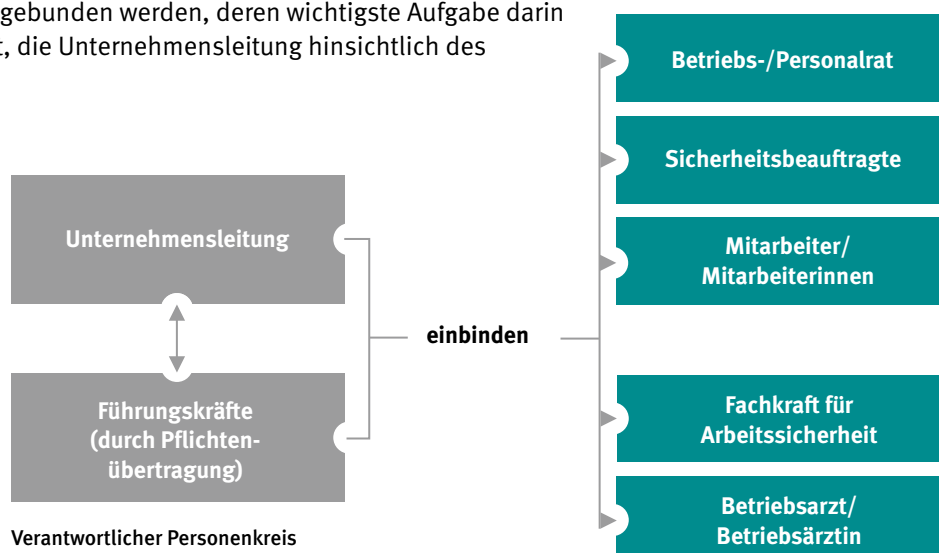 gebunden werden, deren wichtigste Aufgabe darin
t, die Unternehmensleitung hinsichtlich des
Unternehmensleitung
Führungskräfte
(durch Pflichten-
übertragung)
Verantwortlicher Personenkreis
einbinden
Betriebs-/Personalrat
Sicherheitsbeauftragte
Mitarbeiter/
Mitarbeiterinnen
Fachkraft für
Arbeitssicherheit
Betriebsarzt/
Betriebsärztin